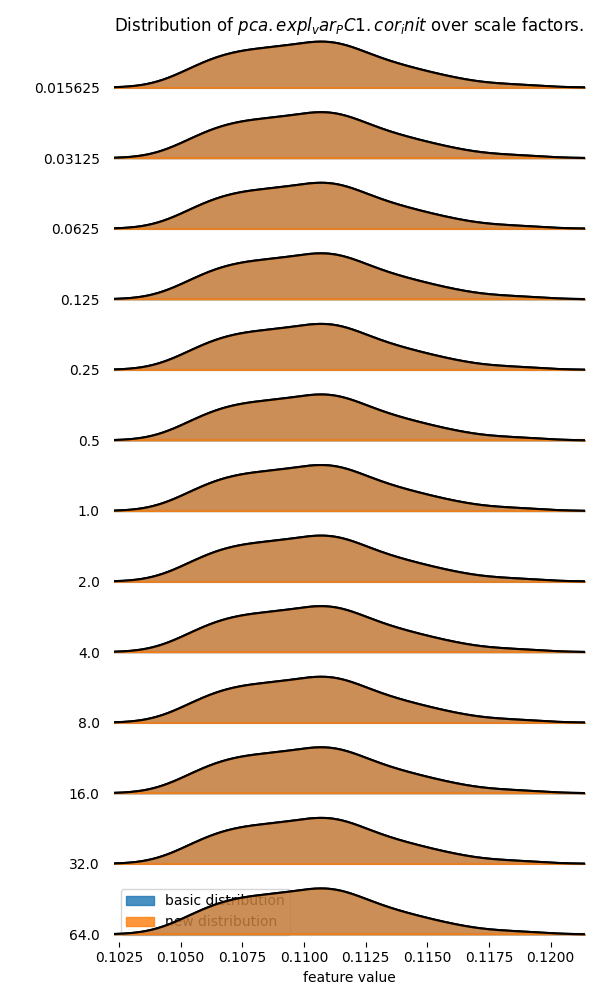 Distribution of pca.expl_var_PC1.cor_init over scale factors.
0.015625
0.03125
0.0625
0.125
0.25
0.5
1.0
2.0
4.0
8.0
16.0
32.0
basic distribution
new distribution
64.0
0.1025 0.1050 0.1075 0.1100 0.1125 0.1150 0.1175 0.1200
feature value